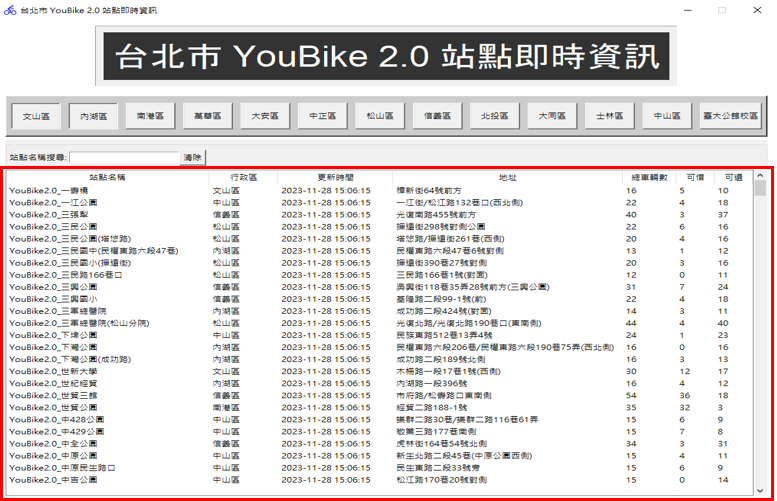 台北市 YouBike 2.0 站點即時資訊
台北市 YouBike 2.0 站點即時資訊
文山區 內湖區 南港區 萬華區 大安區 中正區 松山區 信義區 北投區 大同區 士林區 中山區 臺大公館校區
站點名稱搜尋: 清除
站點名稱 行政區 更新時間 地址 總車輛數 可借 可還
YouBike2.0_一壽橋 文山區 2023-11-28 15:06:15 樟新街64號前方 16 5 10
YouBike2.0_一江公園 中山區 2023-11-28 15:06:15 一江街/松江路132巷口(西北側) 22 4 18
YouBike2.0_三張犁 信義區 2023-11-28 15:06:15 光復南路455號前方 40 3 37
YouBike2.0_三民公園 松山區 2023-11-28 15:06:15 撫遠街298號對側公園 22 6 16
YouBike2.0_三民公園(塔悠路) 松山區 2023-11-28 15:06:15 塔悠路/撫遠街261巷(西側) 20 4 16
YouBike2.0_三民國中(民權東路六段47巷) 內湖區 2023-11-28 15:06:15 民權東路六段47巷6號對側 13 1 12
YouBike2.0_三民國小(撫遠街) 松山區 2023-11-28 15:06:15 撫遠街390巷27號對側 20 3 16
YouBike2.0_三民路166巷口 松山區 2023-11-28 15:06:15 三民路166巷1號(對面) 12 0 11
YouBike2.0_三興公園 信義區 2023-11-28 15:06:15 吳興街118巷35弄28號前方(三興公園) 31 7 24
YouBike2.0_三興國小 信義區 2023-11-28 15:06:15 基隆路二段99-1號(前) 22 4 18
YouBike2.0_三軍總醫院 內湖區 2023-11-28 15:06:15 成功路二段424號(對面) 14 3 11
YouBike2.0_三軍總醫院(松山分院) 松山區 2023-11-28 15:06:15 光復北路/光復北路190巷口(東南側) 44 4 40
YouBike2.0_下埤公園 中山區 2023-11-28 15:06:15 民族東路512巷13弄4號 24 1 23
YouBike2.0_下灣公園 內湖區 2023-11-28 15:06:15 民權東路六段206巷/民權東路六段190巷75弄(西北側) 16 0 16
YouBike2.0_下灣公園(成功路) 內湖區 2023-11-28 15:06:15 成功路二段189號北側 16 3 13
YouBike2.0_世新大學 文山區 2023-11-28 15:06:15 木柵路一段17巷1號(西側) 30 12 17
YouBike2.0_世紀經貿 內湖區 2023-11-28 15:06:15 內湖路一段396號 16 4 12
YouBike2.0_世貿三館 信義區 2023-11-28 15:06:15 市府路/松壽路口東南側 54 36 18
YouBike2.0_世貿公園 南港區 2023-11-28 15:06:15 經貿二路188-1號 35 32 3
YouBike2.0_中428公園 中山區 2023-11-28 15:06:15 樂群二路30巷/樂群二路116巷61弄 15 6 9
YouBike2.0_中429公園 中山區 2023-11-28 15:06:15 敬業三路177巷南側 15 7 8
YouBike2.0_中全公園 信義區 2023-11-28 15:06:15 虎林街164巷54號北側 34 3 31
YouBike2.0_中原公園 中山區 2023-11-28 15:06:15 新生北路二段45巷(中原公園西側) 15 4 11
YouBike2.0_中原民生路口 中山區 2023-11-28 15:06:15 民生東路二段33號旁 15 6 9
YouBike2.0_中吉公園 中山區 2023-11-28 15:06:15 松江路170巷20號對側 15 0 14